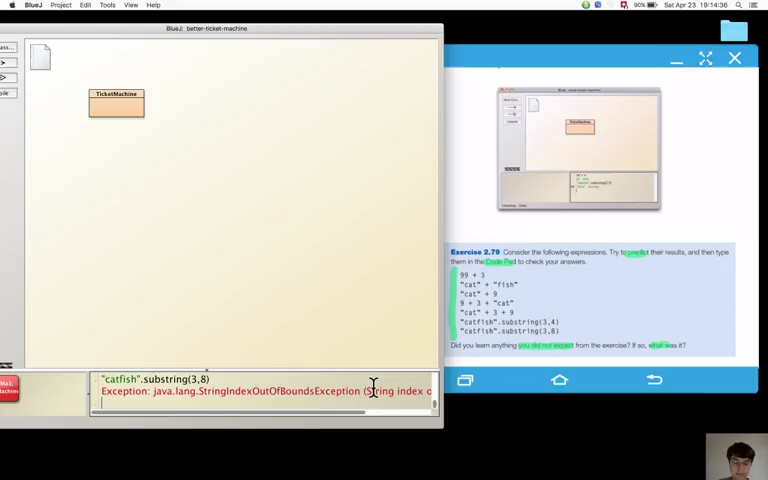 BlueJ Project Edit Tools View Help
90% Sat Apr 23 19:14:36
BlueJ: better-ticket-machine
TicketMachine
"catfish".substring(3,8)
Exception: java.lang.StringIndexOutOfBoundsException (String index o
TicketMachine
Exercise 2.79 Consider the following expressions. Try to predict their results, and then type
them in the Code Pad to check your answers.
99 + 3
"cat" + "fish"
"cat" + 9
9 + 3 + "cat"
"cat" + 3 + 9
"catfish".substring(3,4)
"catfish".substring(3,8)
Did you learn anything you did not expect from the exercise? If so, what was it?